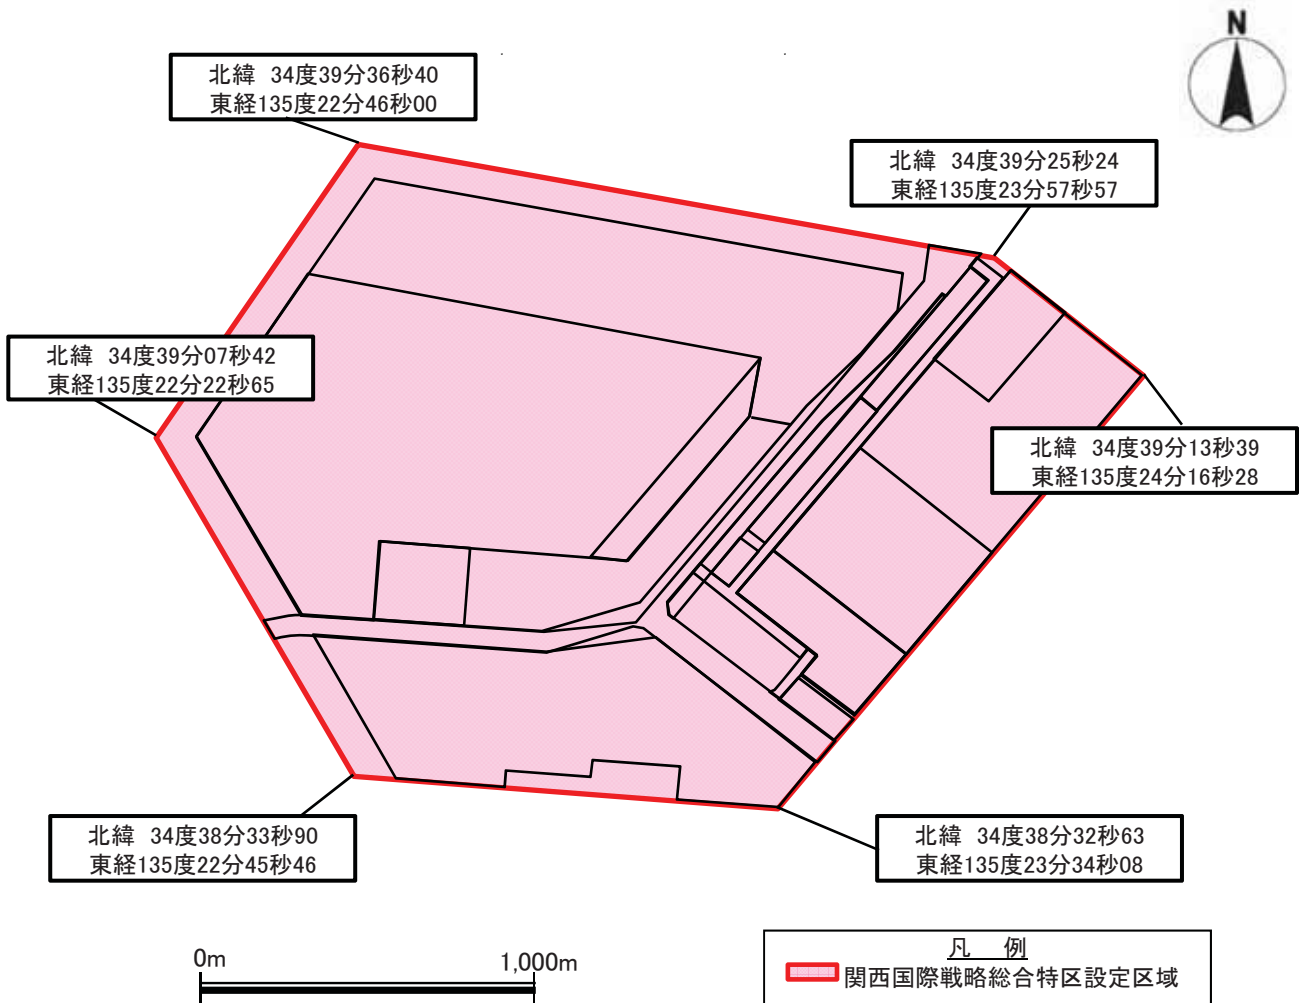 N
北緯 34度39分36秒40
東経135度22分46秒00
北緯 34度39分25秒24
東経135度23分57秒57
北緯 34度39分07秒42
東経135度22分22秒65
北緯 34度39分13秒39
東経135度24分16秒28
北緯 34度38分33秒90
東経135度22分45秒46
北緯 34度38分32秒63
東経135度23分34秒08
0m
1,000m
凡 例
関西国際戦略総合特区設定区域